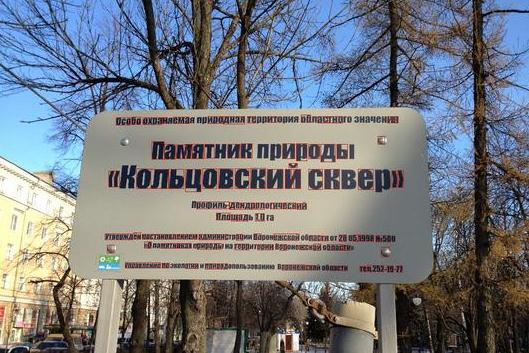 Особо охраняемая природная территория областного значения
Памятник природы
«Кольцовский сквер»
Профиль-дендрологический
Площадь 1.0 га
Утвержден постановлением администрации Воронежской области от 28 05.1998 №500
«О памятниках природы на территории Воронежской области»
Управление по экологии и природопользованию Воронежской области тел.252-19-77